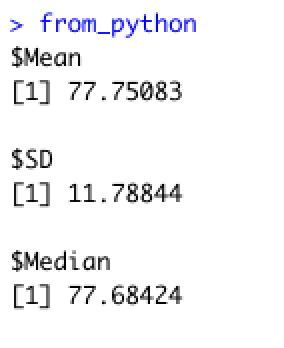 > from_python
$Mean
[1] 77.75083
$SD
[1] 11.78844
$Median
[1] 77.68424